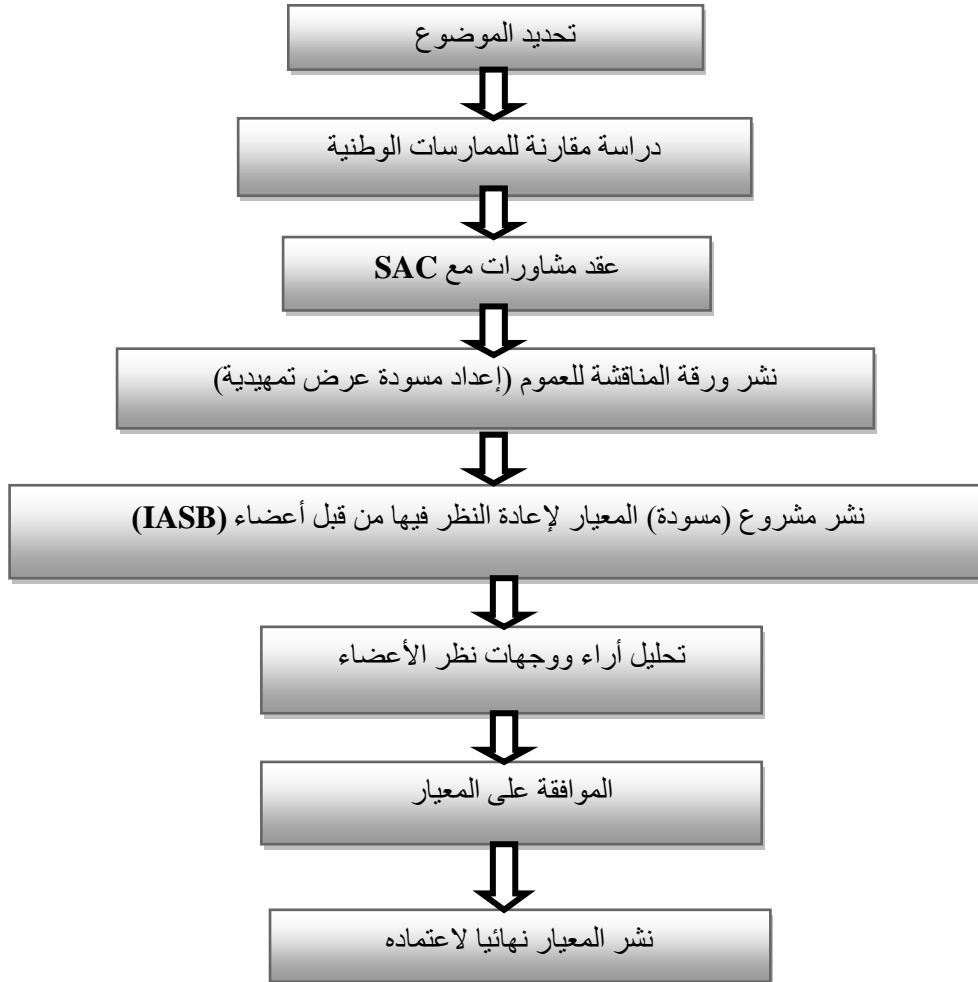 تحديد الموضوع
دراسة مقارنة للممارسات الوطنية
عقد مشاورات مع SAC
نشر ورقة المناقشة للعموم (إعداد مسودة عرض تمهيدية)
نشر مشروع (مسودة) المعيار لإعادة النظر فيها من قبل أعضاء (IASB)
تحليل أراء ووجهات نظر الأعضاء
الموافقة على المعيار
نشر المعيار نهائيا لاعتماده